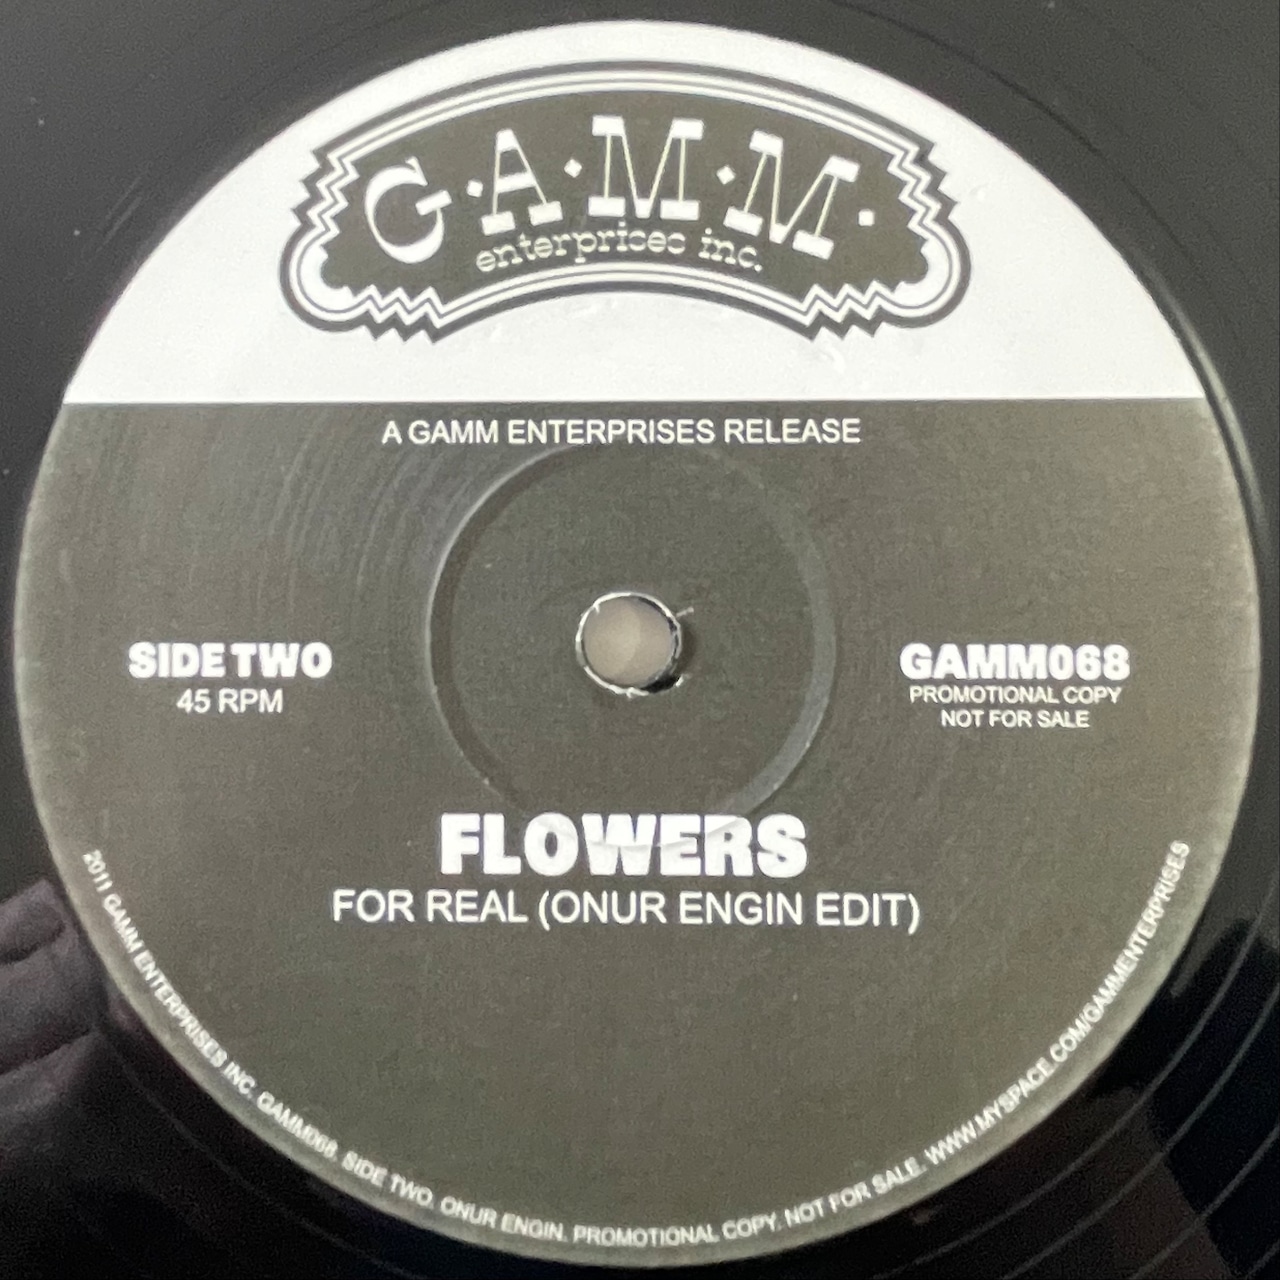 G·A·M·M·
enterprises inc.
A GAMM ENTERPRISES RELEASE
SIDE TWO
45 RPM
GAMM068
PROMOTIONAL COPY
NOT FOR SALE
FLOWERS
FOR REAL (ONUR ENGIN EDIT)
2011 GAMM ENTERPRISES INC. GAMM068. SIDE TWO. ONUR ENGIN. PROMOTIONAL COPY. NOT FOR SALE. WWW.MYSPACE.COM/GAMMENTERPRISES